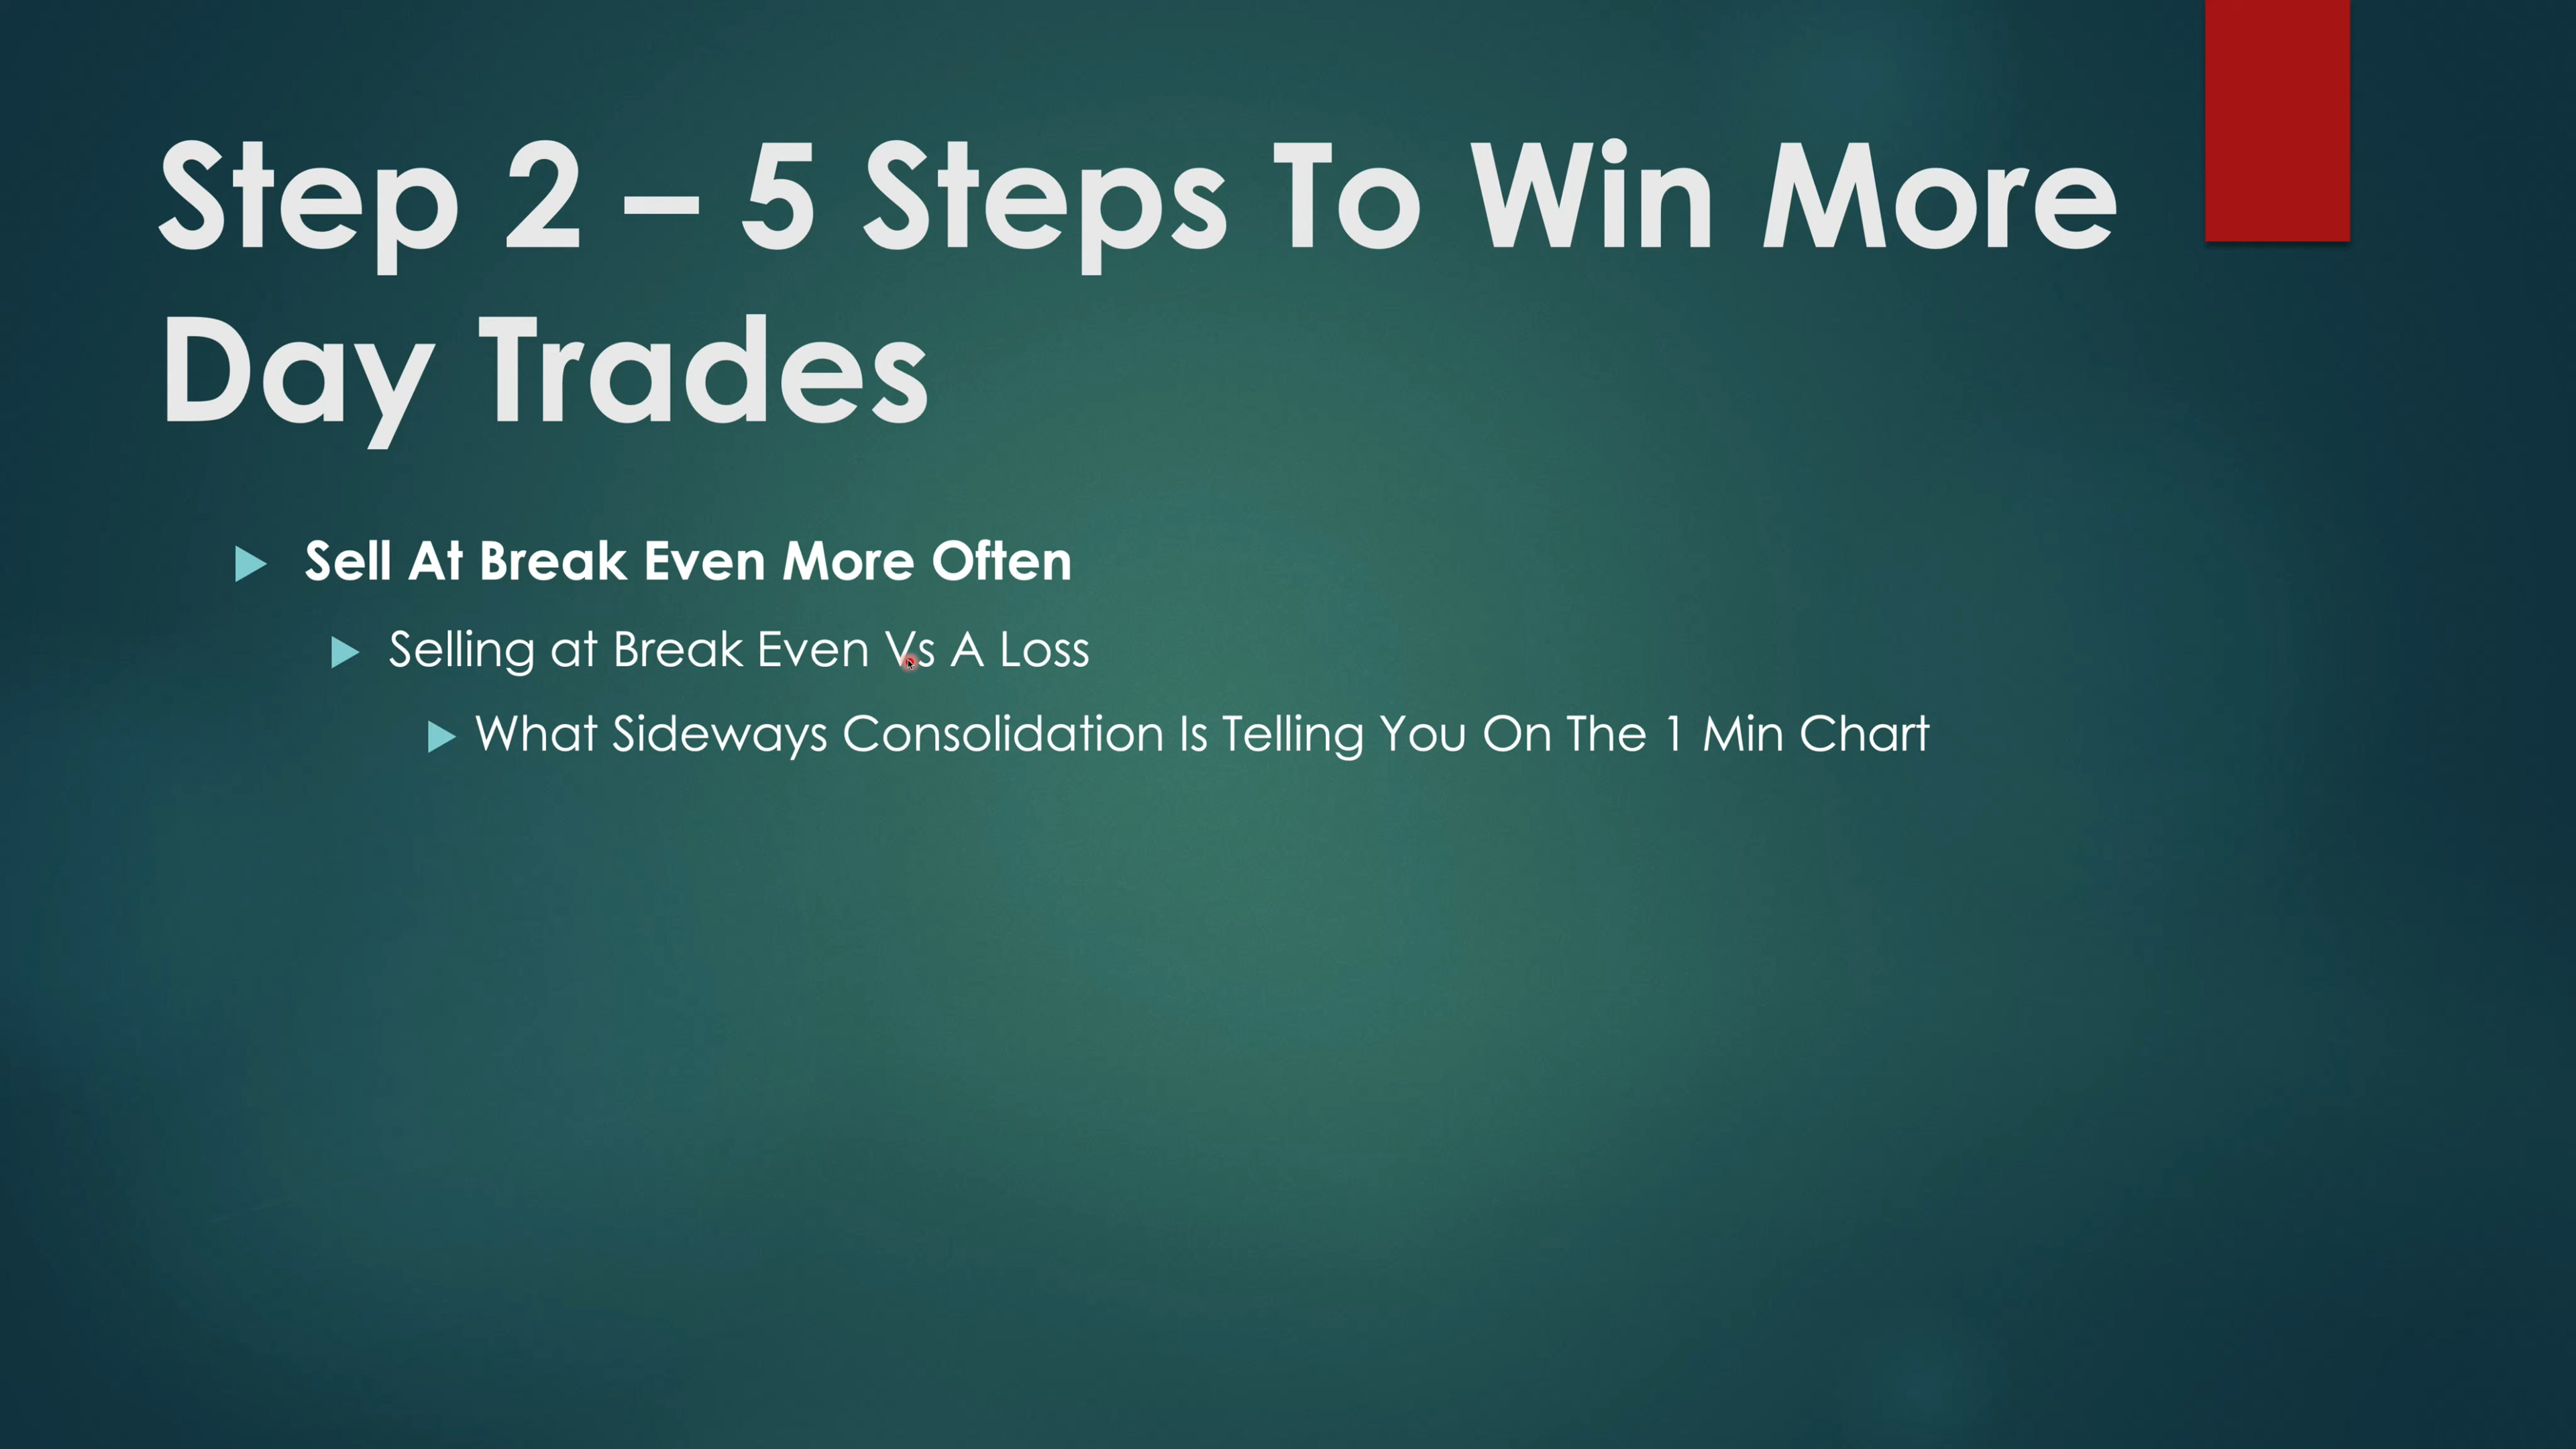 Step 2 – 5 Steps To Win More
Day Trades
Sell At Break Even More Often
Selling at Break Even Vs A Loss
What Sideways Consolidation Is Telling You On The 1 Min Chart